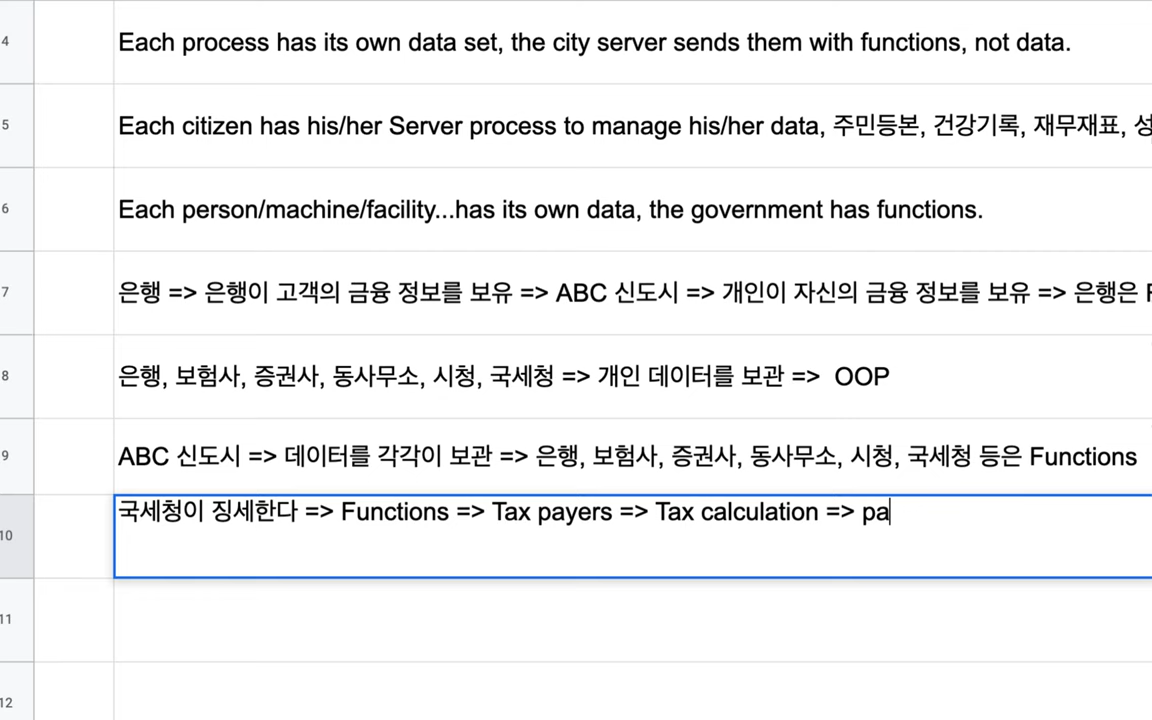 4
Each process has its own data set, the city server sends them with functions, not data.
5
Each citizen has his/her Server process to manage his/her data, 주민등본, 건강기록, 재무재표,
6
Each person/machine/facility...has its own data, the government has functions.
7
은행 => 은행이 고객의 금융 정보를 보유 => ABC 신도시 => 개인이 자신의 금융 정보를 보유 => 은행은
8
은행, 보험사, 증권사, 동사무소, 시청, 국세청 => 개인 데이터를 보관 => OOP
9
ABC 신도시 => 데이터를 각각이 보관 => 은행, 보험사, 증권사, 동사무소, 시청, 국세청 등은 Functions
10
국세청이 징세한다 => Functions => Tax payers => Tax calculation => pa
11
12